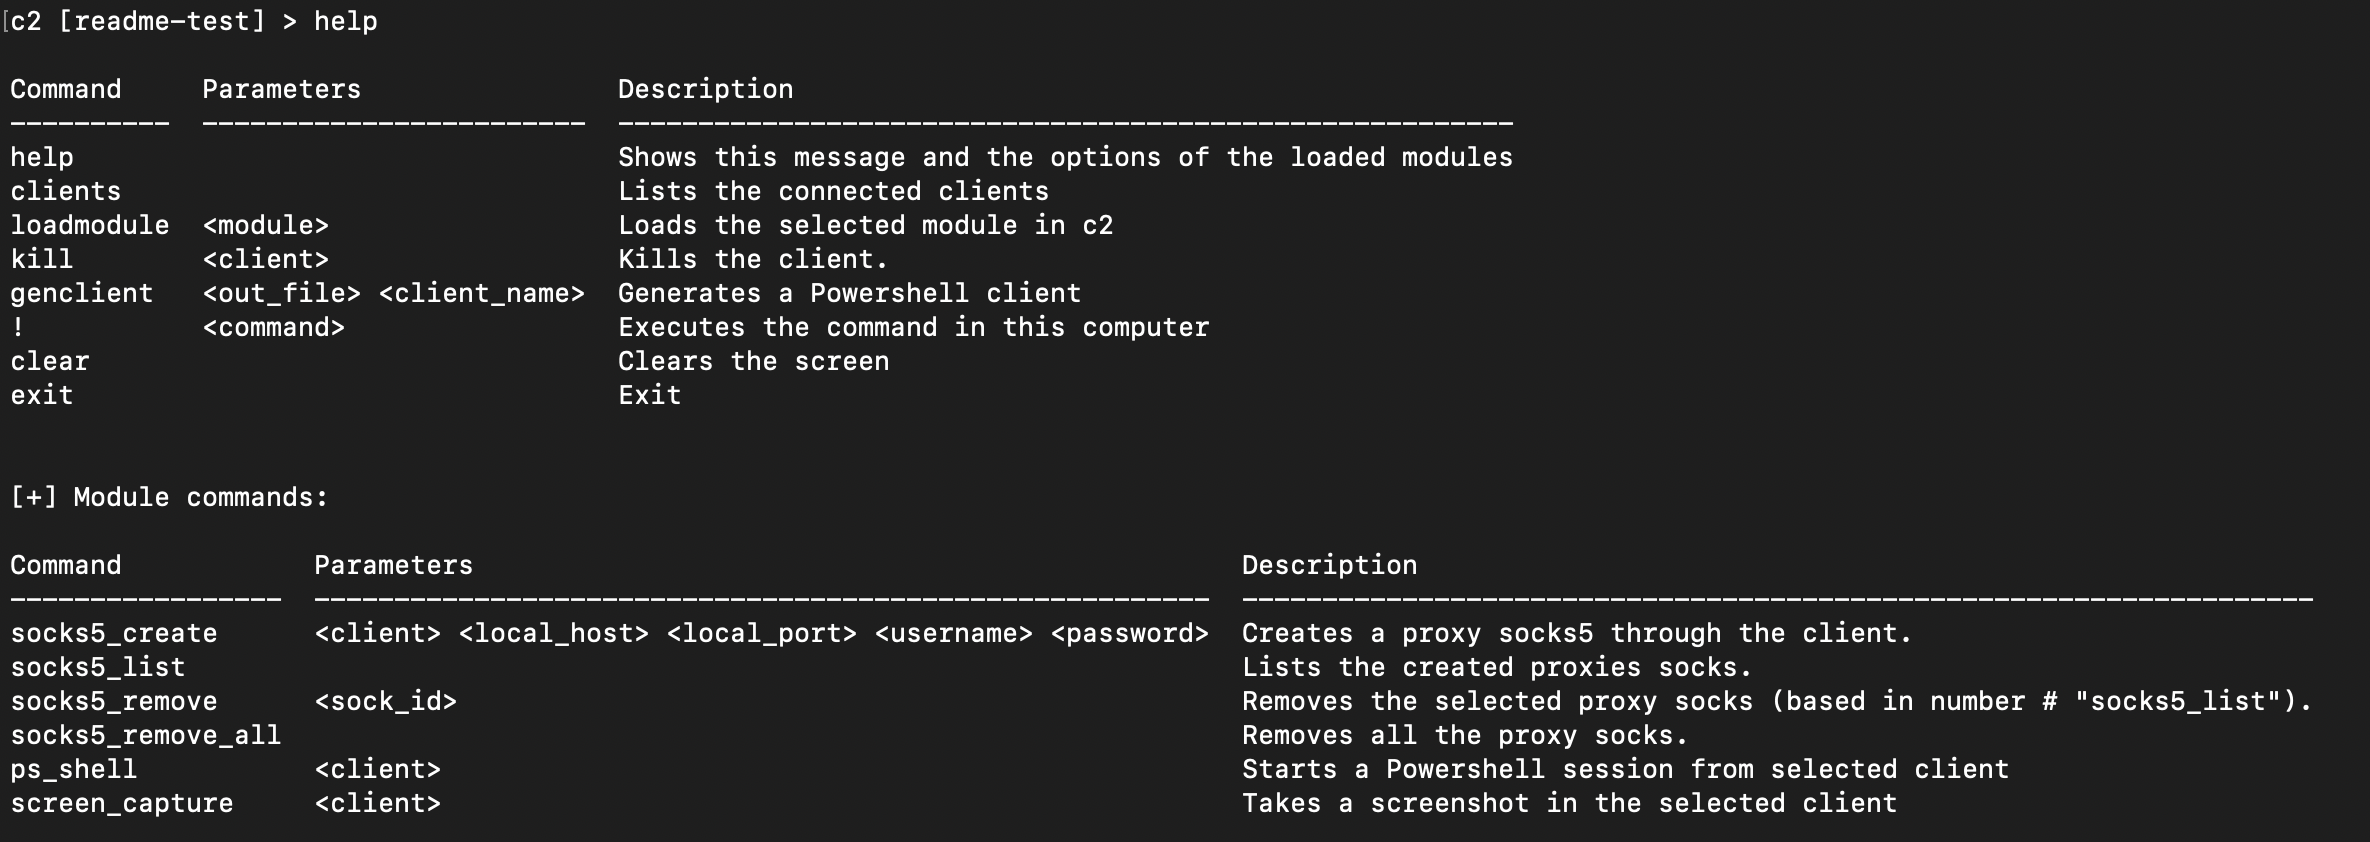 [c2 [readme-test] > help
Command     Parameters                Description
----------  ------------------------  --------------------------------------------------------
help                                  Shows this message and the options of the loaded modules
clients                               Lists the connected clients
loadmodule  <module>                  Loads the selected module in c2
kill        <client>                  Kills the client.
genclient   <out_file> <client_name>  Generates a Powershell client
!           <command>                 Executes the command in this computer
clear                                 Clears the screen
exit                                  Exit
[+] Module commands:
Command            Parameters                                                Description
-----------------  --------------------------------------------------------  -------------------------------------------------------------------
socks5_create      <client> <local_host> <local_port> <username> <password>  Creates a proxy socks5 through the client.
socks5_list                                                                  Lists the created proxies socks.
socks5_remove      <sock_id>                                                 Removes the selected proxy socks (based in number # "socks5_list").
socks5_remove_all                                                            Removes all the proxy socks.
ps_shell           <client>                                                  Starts a Powershell session from selected client
screen_capture     <client>                                                  Takes a screenshot in the selected client